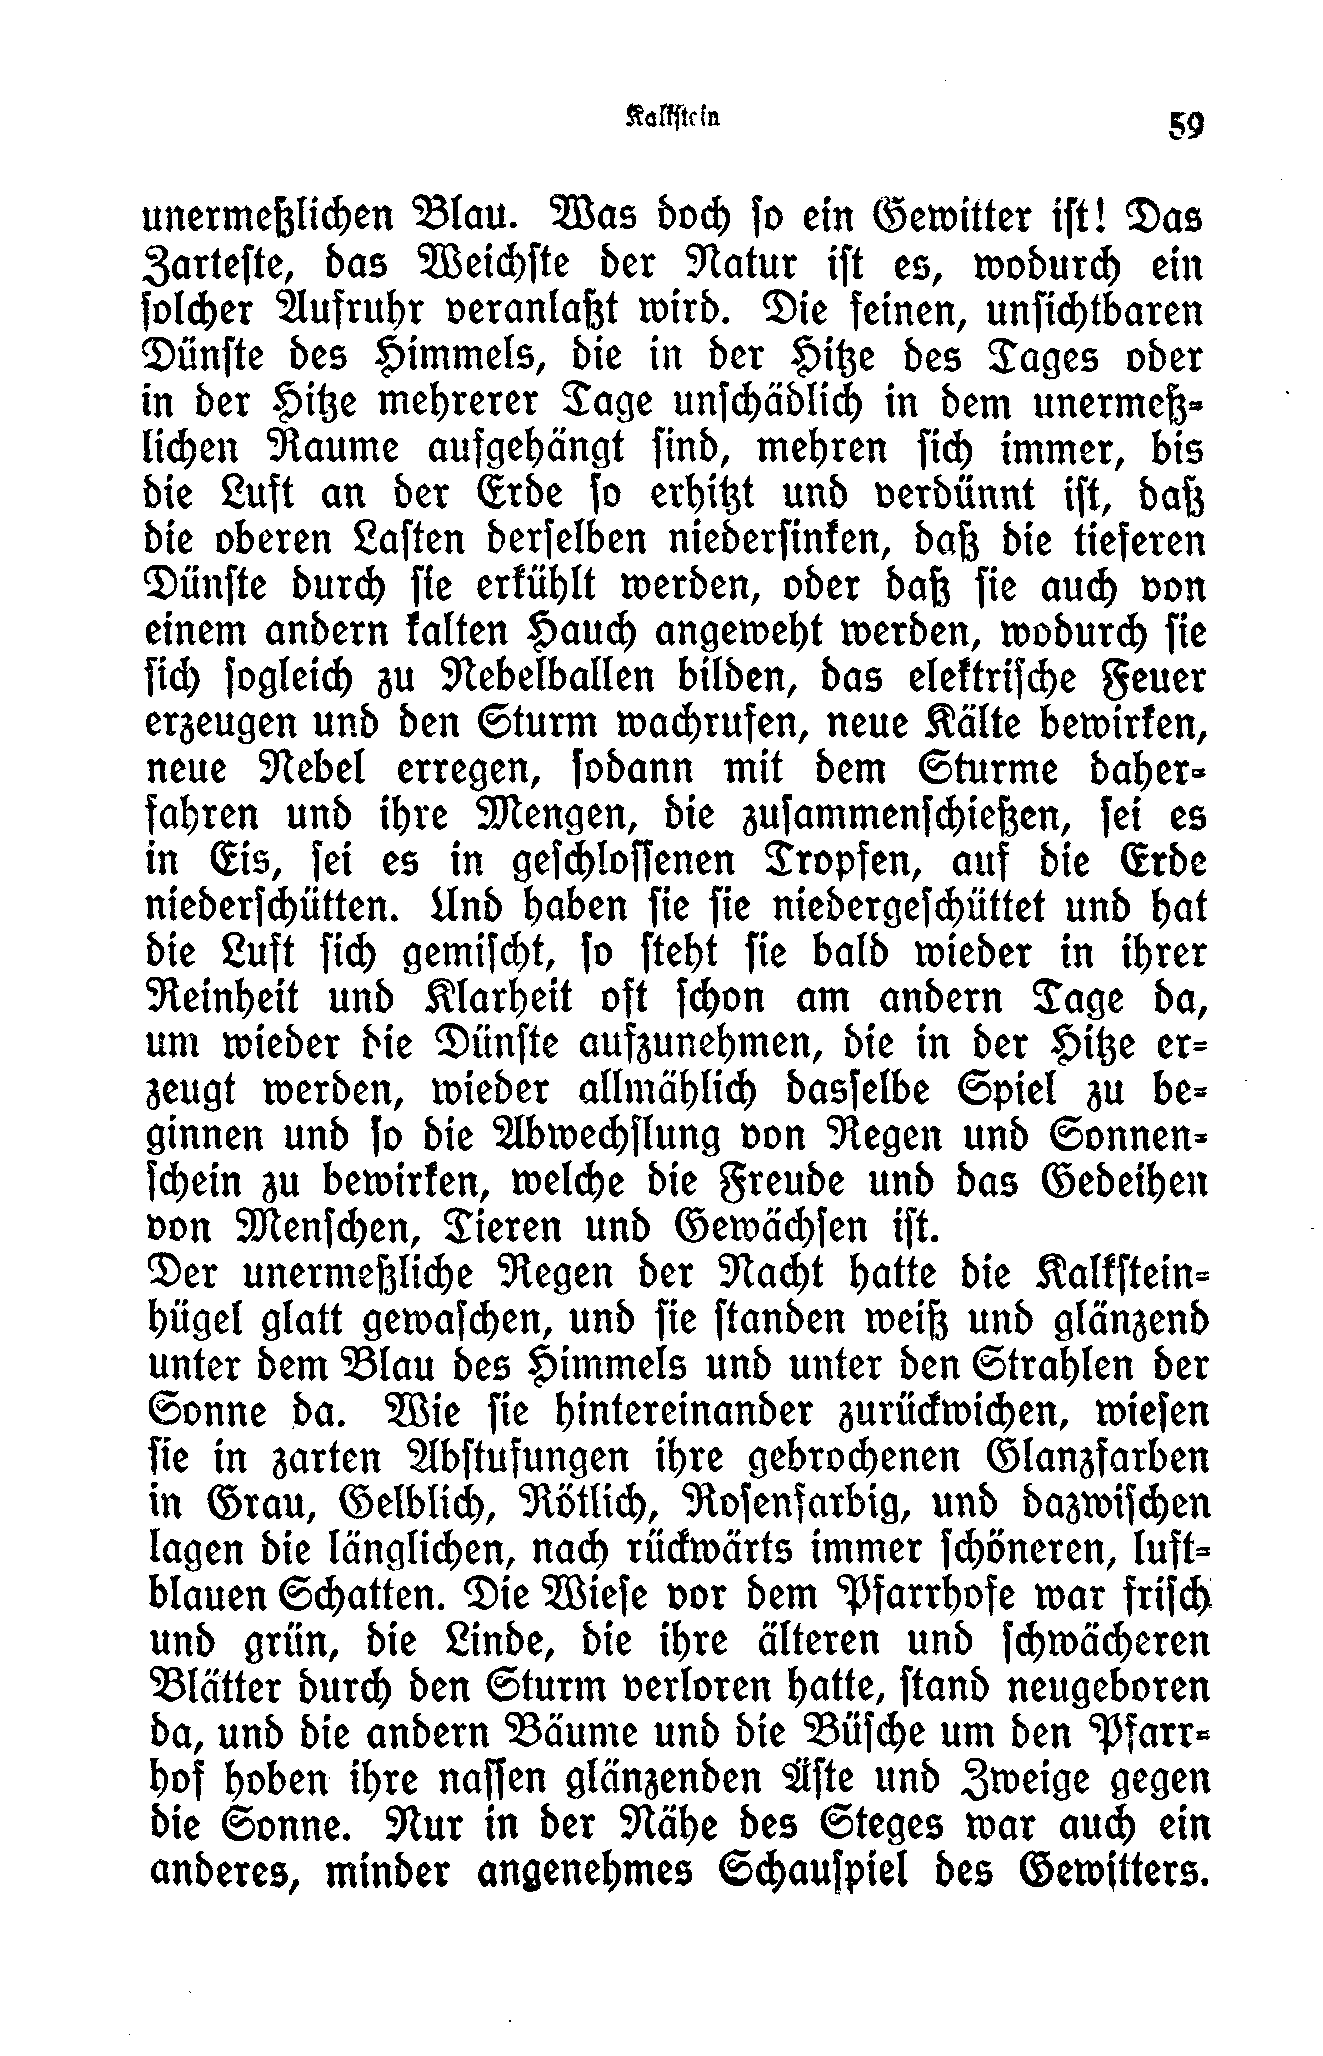 Kalkstein
59
unermeßlichen Blau. Was doch so ein Gewitter ist! Das
Zarteste, das Weichste der Natur ist es, wodurch ein
solcher Aufruhr veranlaßt wird. Die feinen, unsichtbaren
Dünste des Himmels, die in der Hitze des Tages oder
in der Hitze mehrerer Tage unschädlich in dem unermeß-
lichen Raume aufgehängt sind, mehren sich immer, bis
die Luft an der Erde so erhitzt und verdünnt ist, daß
die oberen Lasten derselben niedersinken, daß die tieferen
Dünste durch sie erkühlt werden, oder daß sie auch von
einem andern kalten Hauch angeweht werden, wodurch sie
sich sogleich zu Nebelballen bilden, das elektrische Feuer
erzeugen und den Sturm wachrufen, neue Kälte bewirken,
neue Nebel erregen, sodann mit dem Sturme daher-
fahren und ihre Mengen, die zusammenschießen, sei es
in Eis, sei es in geschlossenen Tropfen, auf die Erde
niederschütten. Und haben sie sie niedergeschüttet und hat
die Luft sich gemischt, so steht sie bald wieder in ihrer
Reinheit und Klarheit oft schon am andern Tage da,
um wieder die Dünste aufzunehmen, die in der Hitze er-
zeugt werden, wieder allmählich dasselbe Spiel zu be-
ginnen und so die Abwechslung von Regen und Sonnen-
schein zu bewirken, welche die Freude und das Gedeihen
von Menschen, Tieren und Gewächsen ist.
Der unermeßliche Regen der Nacht hatte die Kalkstein-
hügel glatt gewaschen, und sie standen weiß und glänzend
unter dem Blau des Himmels und unter den Strahlen der
Sonne da. Wie sie hintereinander zurückwichen, wiesen
sie in zarten Abstufungen ihre gebrochenen Glanzfarben
in Grau, Gelblich, Rötlich, Rosenfarbig, und dazwischen
lagen die länglichen, nach rückwärts immer schöneren, luft-
blauen Schatten. Die Wiese vor dem Pfarrhofe war frisch
und grün, die Linde, die ihre älteren und schwächeren
Blätter durch den Sturm verloren hatte, stand neugeboren
da, und die andern Bäume und die Büsche um den Pfarr-
hof hoben ihre nassen glänzenden Äste und Zweige gegen
die Sonne. Nur in der Nähe des Steges war auch ein
anderes, minder angenehmes Schauspiel des Gewitters.